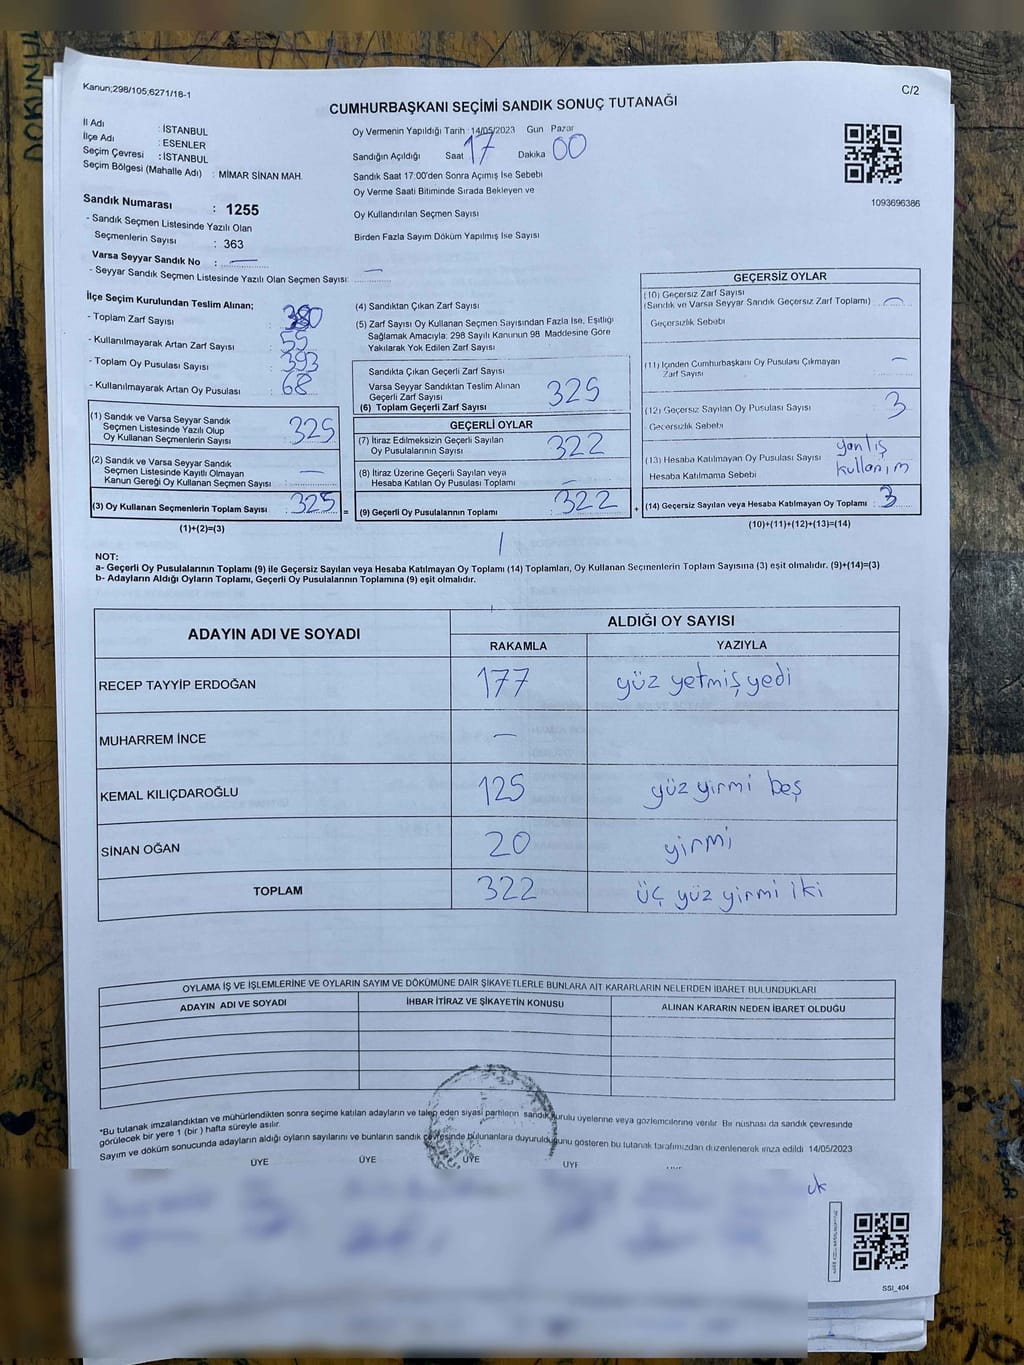 Kanun;298/105,6271/18-1
C/2
CUMHURBAŞKANI SEÇİMİ SANDIK SONUÇ TUTANAĞI
İl Adı : İSTANBUL
İlçe Adı : ESENLER
Seçim Çevresi : İSTANBUL
Seçim Bölgesi (Mahalle Adı) : MİMAR SİNAN MAH.
Oy Vermenin Yapıldığı Tarih : 14/05/2023 Gun Pazar
Sandığın Açıldığı Saat 17 Dakika 00
Sandık Saat 17:00'den Sonra Açımış İse Sebebi
Oy Verme Saati Bitiminde Sırada Bekleyen ve
Oy Kullandırılan Seçmen Sayısı
Birden Fazla Sayım Döküm Yapılmış İse Sayısı
1093696386
Sandık Numarası : 1255
- Sandık Seçmen Listesinde Yazılı Olan
Seçmenlerin Sayısı : 363
Varsa Seyyar Sandık No : —
- Seyyar Sandık Seçmen Listesinde Yazılı Olan Seçmen Sayısı: —
İlçe Seçim Kurulundan Teslim Alınan;
- Toplam Zarf Sayısı : 380
- Kullanılmayarak Artan Zarf Sayısı : 55
- Toplam Oy Pusulası Sayısı : 393
- Kullanılmayarak Artan Oy Pusulası : 68
(1) Sandık ve Varsa Seyyar Sandık
Seçmen Listesinde Yazılı Olup
Oy Kullanan Seçmenlerin Sayısı : 325
(2) Sandık ve Varsa Seyyar Sandık
Seçmen Listesinde Kayıtlı Olmayan
Kanun Gereği Oy Kullanan Seçmen Sayısı : —
(3) Oy Kullanan Seçmenlerin Toplam Sayısı : 325
(1)+(2)=(3)
(4) Sandıktan Çıkan Zarf Sayısı
(5) Zarf Sayısı Oy Kullanan Seçmen Sayısından Fazla İse, Eşitliği
Sağlamak Amacıyla; 298 Sayılı Kanunun 98. Maddesine Göre
Yakılarak Yok Edilen Zarf Sayısı
Sandıkta Çıkan Geçerli Zarf Sayısı
Varsa Seyyar Sandıktan Teslim Alınan
Geçerli Zarf Sayısı
(6) Toplam Geçerli Zarf Sayısı 325
GEÇERLİ OYLAR
(7) İtiraz Edilmeksizin Geçerli Sayılan
Oy Pusulalarının Sayısı : 322
(8) İtiraz Üzerine Geçerli Sayılan veya
Hesaba Katılan Oy Pusulası Toplamı : —
= (9) Geçerli Oy Pusulalarının Toplamı : 322 +
GEÇERSİZ OYLAR
(10) Geçersiz Zarf Sayısı
(Sandık ve Varsa Seyyar Sandık Geçersiz Zarf Toplamı) : —
Geçersizlik Sebebi
(11) İçinden Cumhurbaşkanı Oy Pusulası Çıkmayan
Zarf Sayısı : —
(12) Geçersiz Sayılan Oy Pusulası Sayısı 3
- Gecersizlik Sebebi
yanlış
(13) Hesaba Katılmayan Oy Pusulası Sayısı
kullanım
Hesaba Katılmama Sebebi
(14) Geçersiz Sayılan veya Hesaba Katılmayan Oy Toplamı : 3
(10)+(11)+(12)+(13)=(14)
NOT:
a- Geçerli Oy Pusulalarının Toplamı (9) ile Geçersiz Sayılan veya Hesaba Katılmayan Oy Toplamı (14) Toplamları, Oy Kullanan Seçmenlerin Toplam Sayısına (3) eşit olmalıdır. (9)+(14)=(3)
b- Adayların Aldığı Oyların Toplamı, Geçerli Oy Pusulalarının Toplamına (9) eşit olmalıdır.
ADAYIN ADI VE SOYADI
ALDIĞI OY SAYISI
RAKAMLA YAZIYLA
RECEP TAYYİP ERDOĞAN 177 yüz yetmiş yedi
MUHARREM İNCE —
KEMAL KILIÇDAROĞLU 125 yüz yirmi beş
SİNAN OĞAN 20 yirmi
TOPLAM 322 üç yüz yirmi iki
OYLAMA İŞ VE İŞLEMLERİNE VE OYLARIN SAYIM VE DÖKÜMÜNE DAİR ŞİKAYETLERLE BUNLARA AİT KARARLARIN NELERDEN İBARET BULUNDUKLARI
ADAYIN ADI VE SOYADI İHBAR İTİRAZ VE ŞİKAYETİN KONUSU ALINAN KARARIN NEDEN İBARET OLDUĞU
*Bu tutanak imzalandıktan ve mühürlendikten sonra seçime katılan adayların ve talep eden siyasi partilerin sandık kurulu üyelerine veya gözlemcilerine verilir. Bir nüshası da sandık çevresinde
görülecek bir yere 1 (bir ) hafta süreyle asılır.
Sayım ve döküm sonucunda adayların aldığı oyların sayılarını ve bunların sandık çevresinde bulunanlara duyurulduğunu gösteren bu tutanak tarafımızdan düzenlenerek imza edildi 14/05/2023
ÜYE ÜYE ÜYE ÜYE
SSİ_404